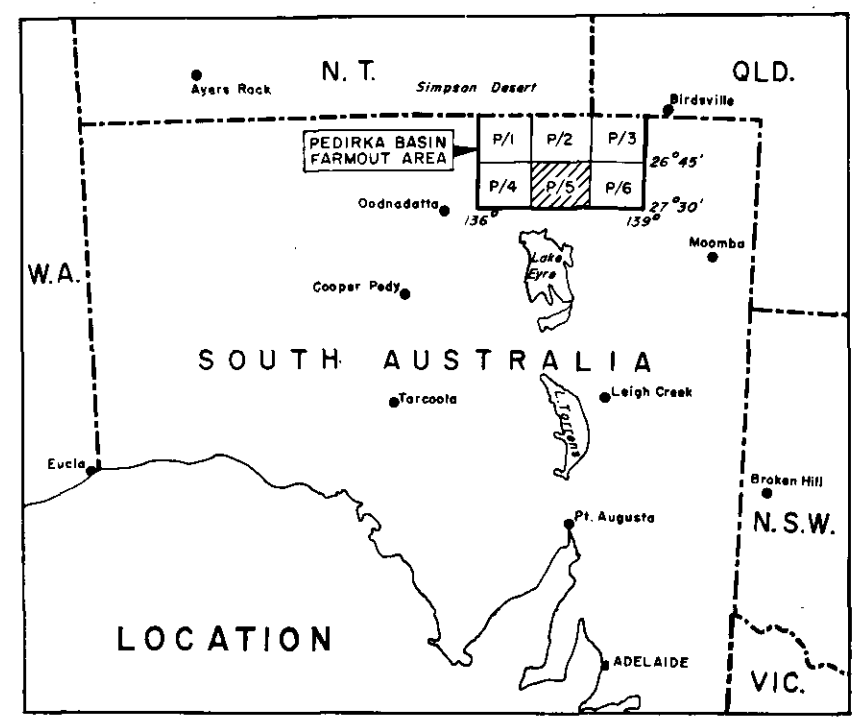 N. T.
QLD.
Ayers Rock
Simpson Desert
Birdsville
PEDIRKA BASIN
FARMOUT AREA
P/1
P/2
P/3
26°45'
P/4
P/5
P/6
27°30'
Oodnadatta
136°
139°
Moomba
W.A.
Lake
Eyre
Cooper Pedy
SOUTH AUSTRALIA
Tarcoola
L. Torrens
Leigh Creek
Eucla
Broken Hill
Pt. Augusta
N.S.W.
LOCATION
ADELAIDE
VIC.